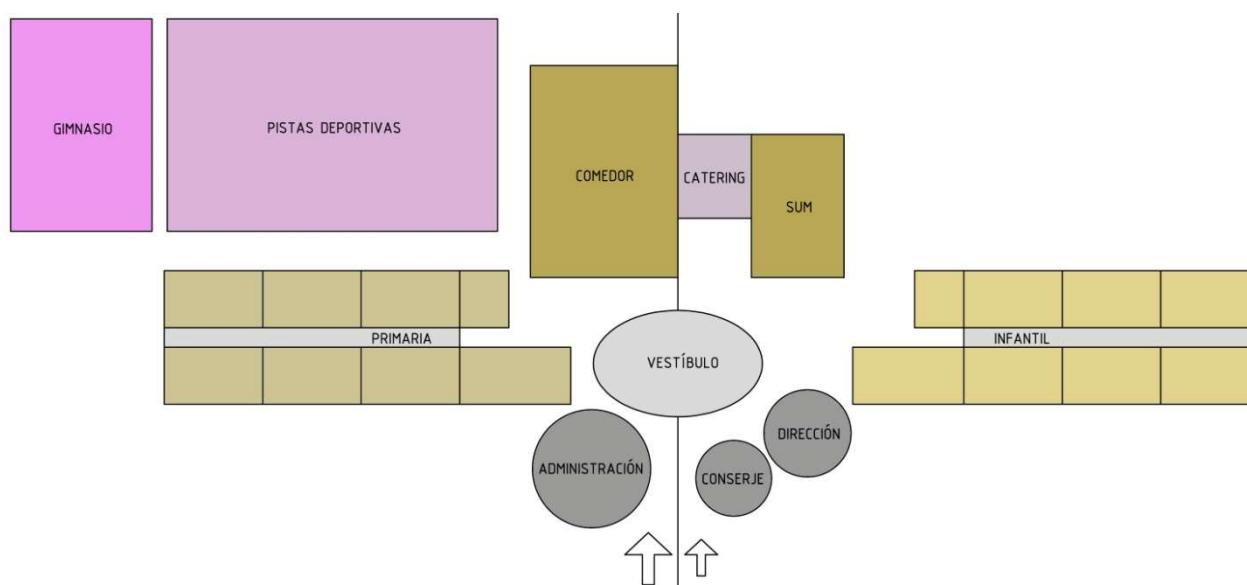 GIMNASIO
PISTAS DEPORTIVAS
COMEDOR
CATERING
SUM
PRIMARIA
INFANTIL
VESTÍBULO
ADMINISTRACIÓN
CONSERJE
DIRECCIÓN